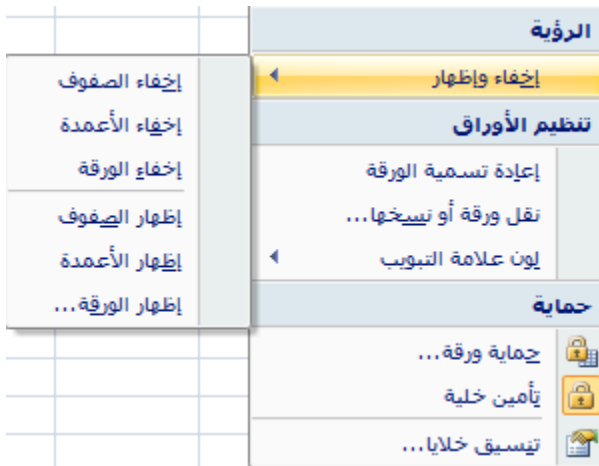 الرؤية
إخفاء وإظهار
إخفاء الصفوف
إخفاء الأعمدة
إخفاء الورقة
إظهار الصفوف
إظهار الأعمدة
إظهار الورقة...
تنظيم الأوراق
إعادة تسمية الورقة
نقل ورقة أو نسخها...
لون علامة التبويب
حماية
حماية ورقة...
تأمين خلية
تنسيق خلايا...